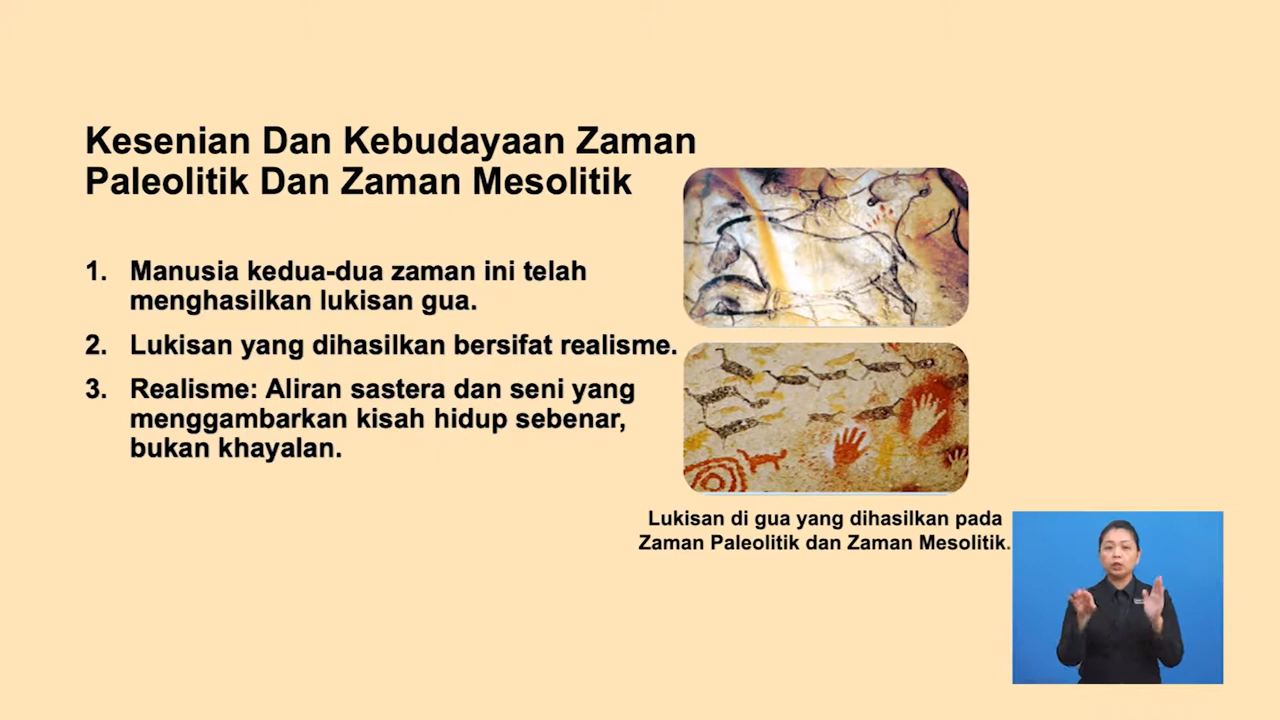 Kesenian Dan Kebudayaan Zaman
Paleolitik Dan Zaman Mesolitik
1. Manusia kedua-dua zaman ini telah
menghasilkan lukisan gua.
2. Lukisan yang dihasilkan bersifat realisme.
3. Realisme: Aliran sastera dan seni yang
menggambarkan kisah hidup sebenar,
bukan khayalan.
Lukisan di gua yang dihasilkan pada
Zaman Paleolitik dan Zaman Mesolitik.